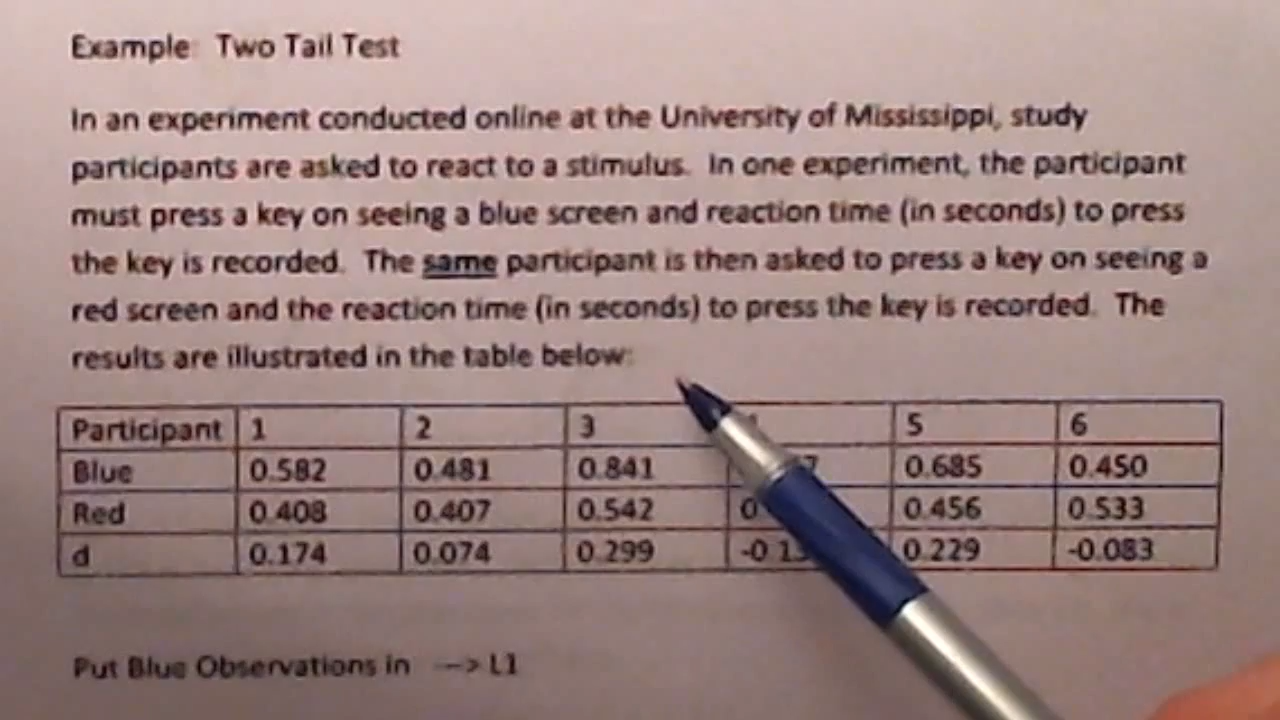 Example: Two Tail Test
In an experiment conducted online at the University of Mississippi, study
participants are asked to react to a stimulus. In one experiment, the participant
must press a key on seeing a blue screen and reaction time (in seconds) to press
the key is recorded. The same participant is then asked to press a key on seeing a
red screen and the reaction time (in seconds) to press the key is recorded. The
results are illustrated in the table below:
Participant 1 2 3 5 6
Blue 0.582 0.481 0.841 0.685 0.450
Red 0.408 0.407 0.542 0.456 0.533
d 0.174 0.074 0.299 0.229 -0.083
Put Blue Observations in ---> L1